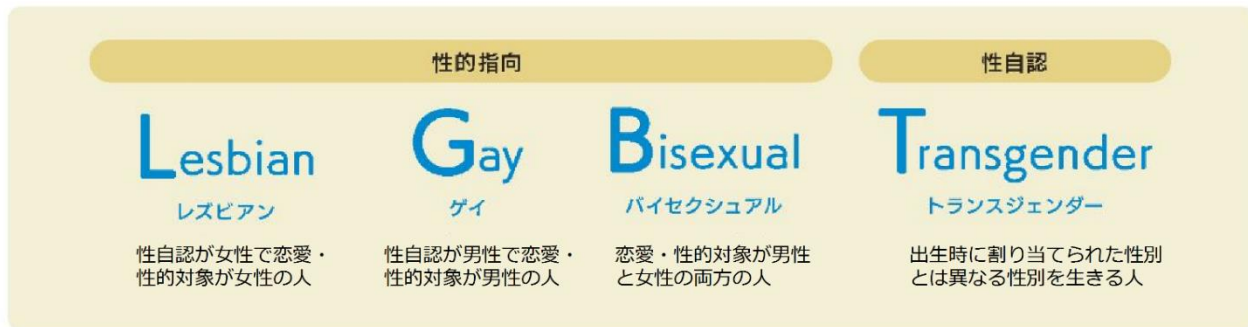 性的指向
性自認
Lesbian
Gay
Bisexual
Transgender
レズビアン
ゲイ
バイセクシュアル
トランスジェンダー
性自認が女性で恋愛・
性的対象が女性の人
性自認が男性で恋愛・
性的対象が男性の人
恋愛・性的対象が男性
と女性の両方の人
出生時に割り当てられた性別
とは異なる性別を生きる人